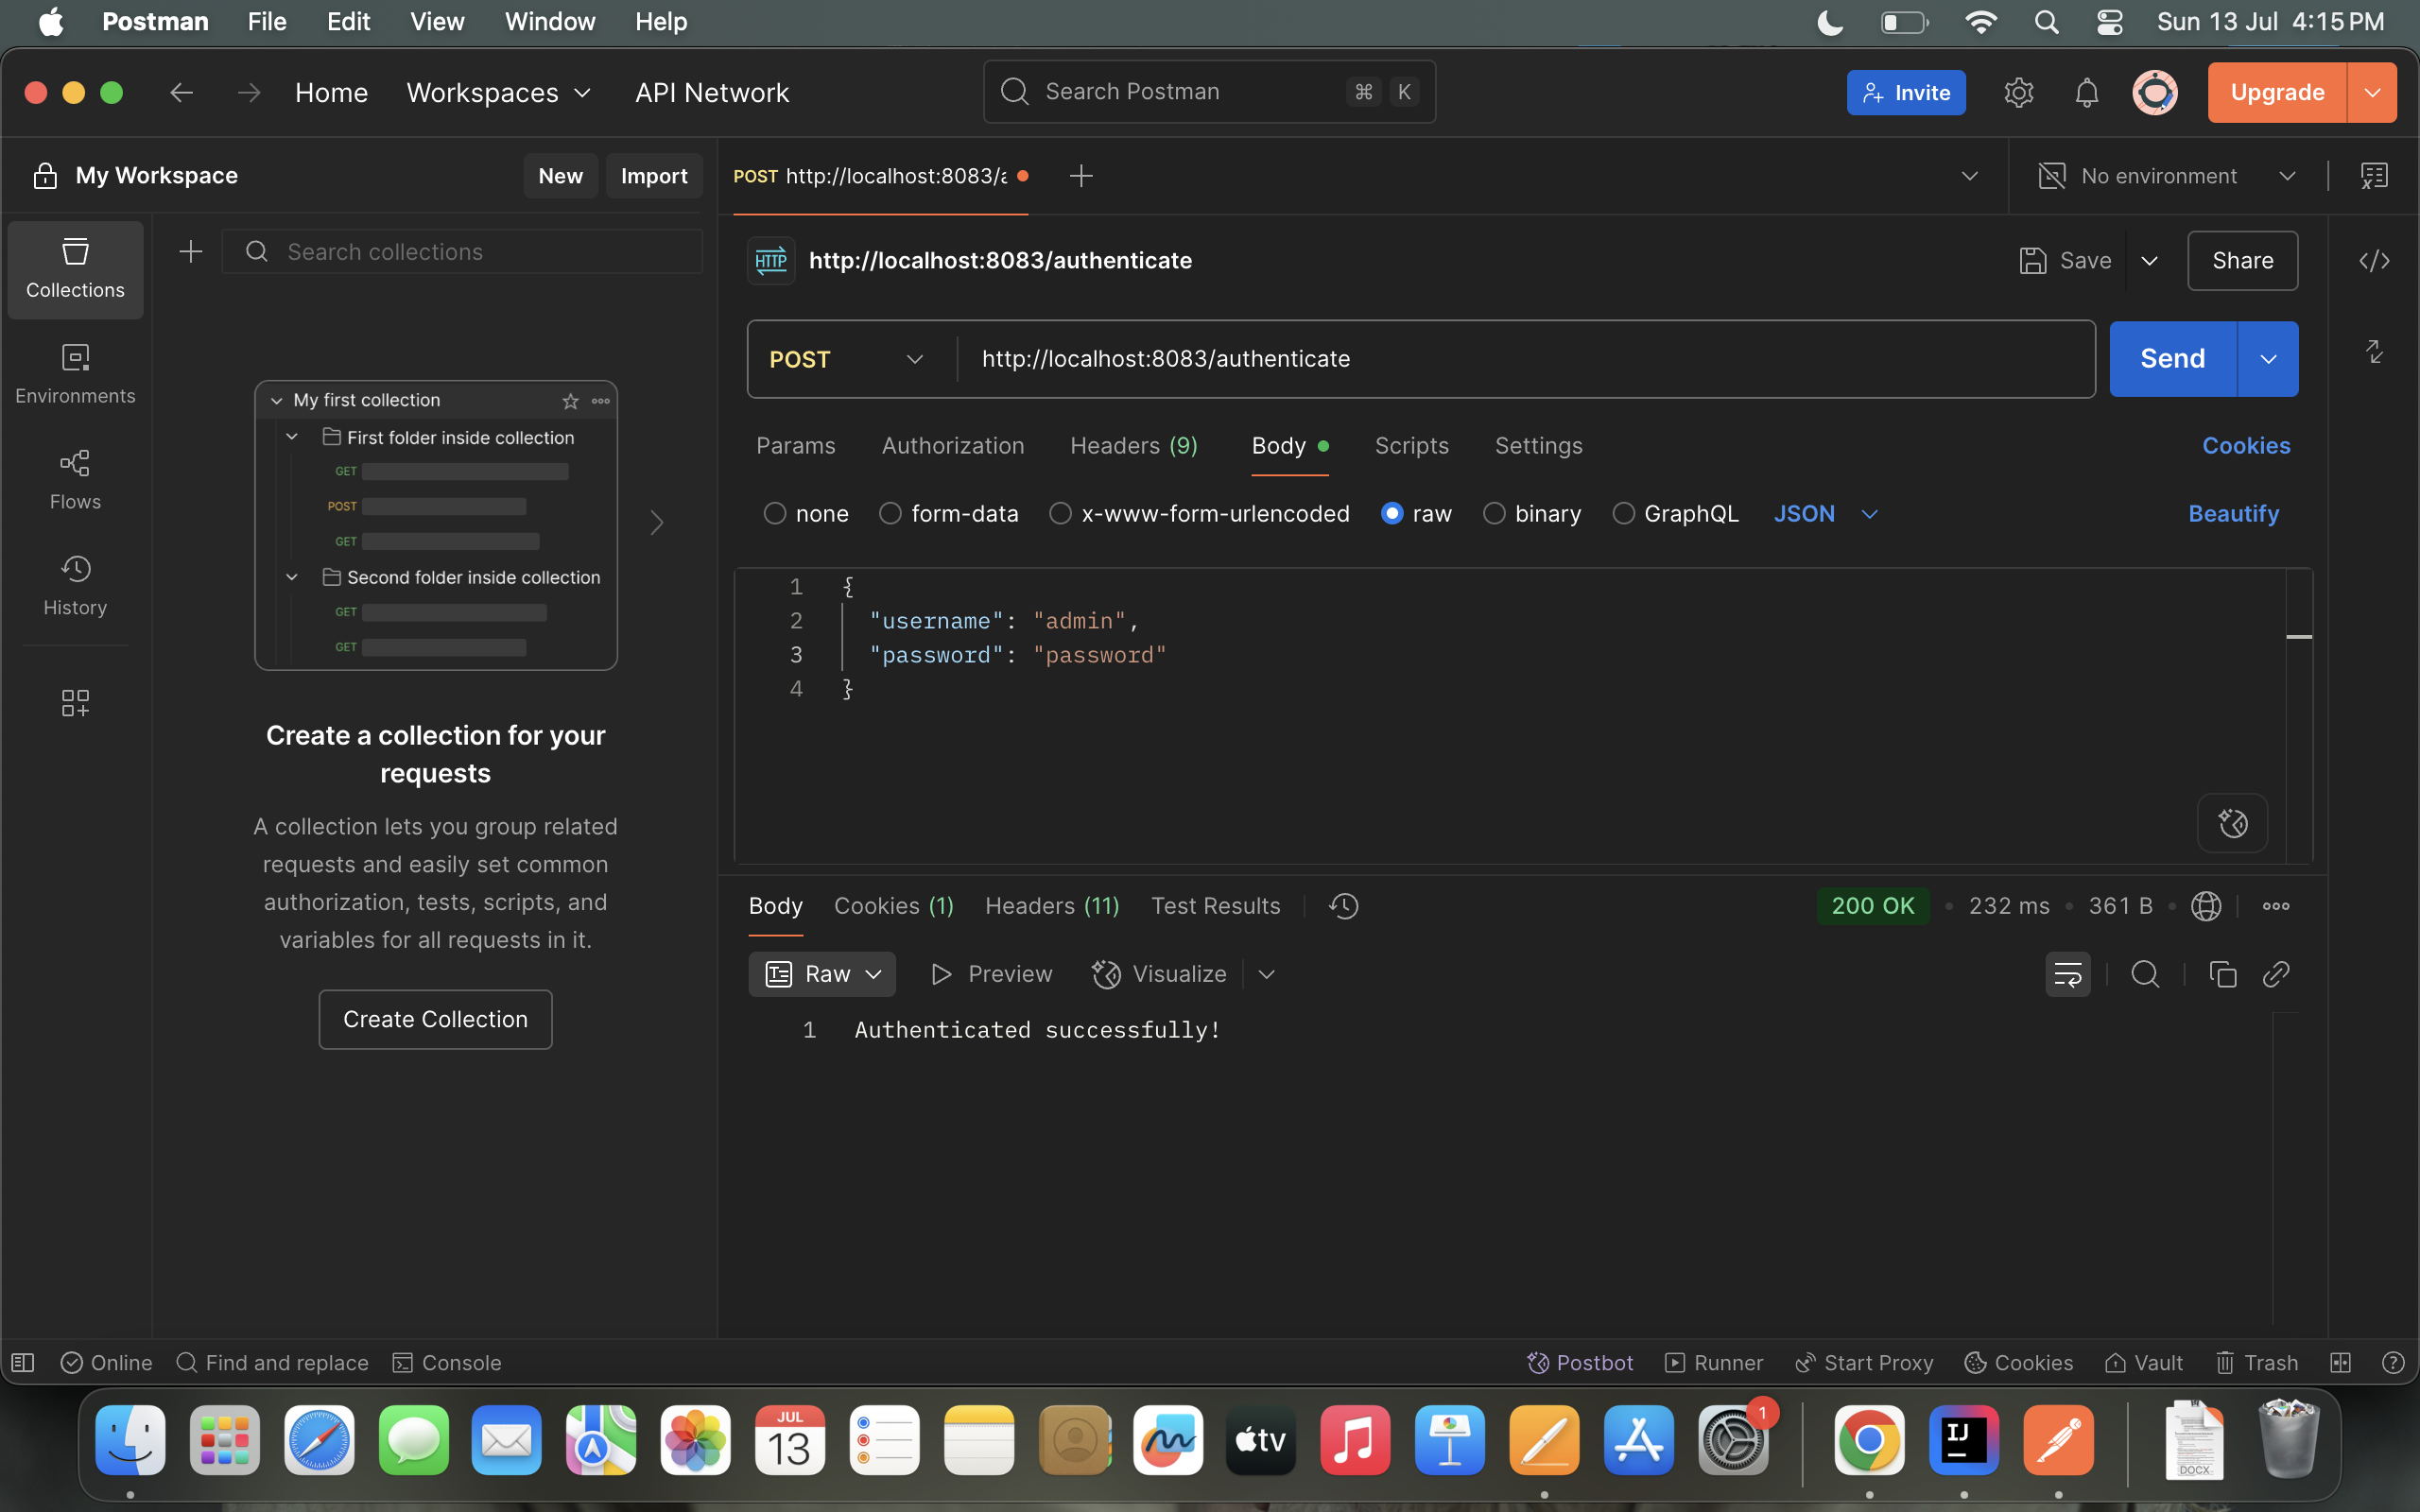 Postman File Edit View Window Help Sun 13 Jul 4:15 PM
Home Workspaces API Network Search Postman ⌘ K Invite Upgrade
My Workspace New Import POST http://localhost:8083/a No environment
Collections
Search collections
HTTP http://localhost:8083/authenticate Save Share
Environments
POST http://localhost:8083/authenticate Send
My first collection
First folder inside collection
GET
POST
GET
Second folder inside collection
GET
GET
Params Authorization Headers (9) Body Scripts Settings Cookies
Flows
none form-data x-www-form-urlencoded raw binary GraphQL JSON Beautify
History
1 {
2 "username": "admin",
3 "password": "password"
4 }
Create a collection for your
requests
A collection lets you group related
requests and easily set common
authorization, tests, scripts, and
variables for all requests in it.
Create Collection
Body Cookies (1) Headers (11) Test Results 200 OK • 232 ms • 361 B •
Raw Preview Visualize
1 Authenticated successfully!
Online Find and replace Console Postbot Runner Start Proxy Cookies Vault Trash
JUL
13
tv
1
IJ
DOCX